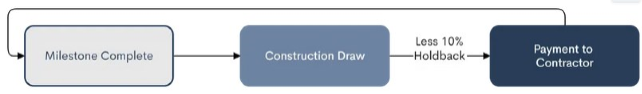 Milestone Complete
Construction Draw
Less 10%
Holdback
Payment to
Contractor